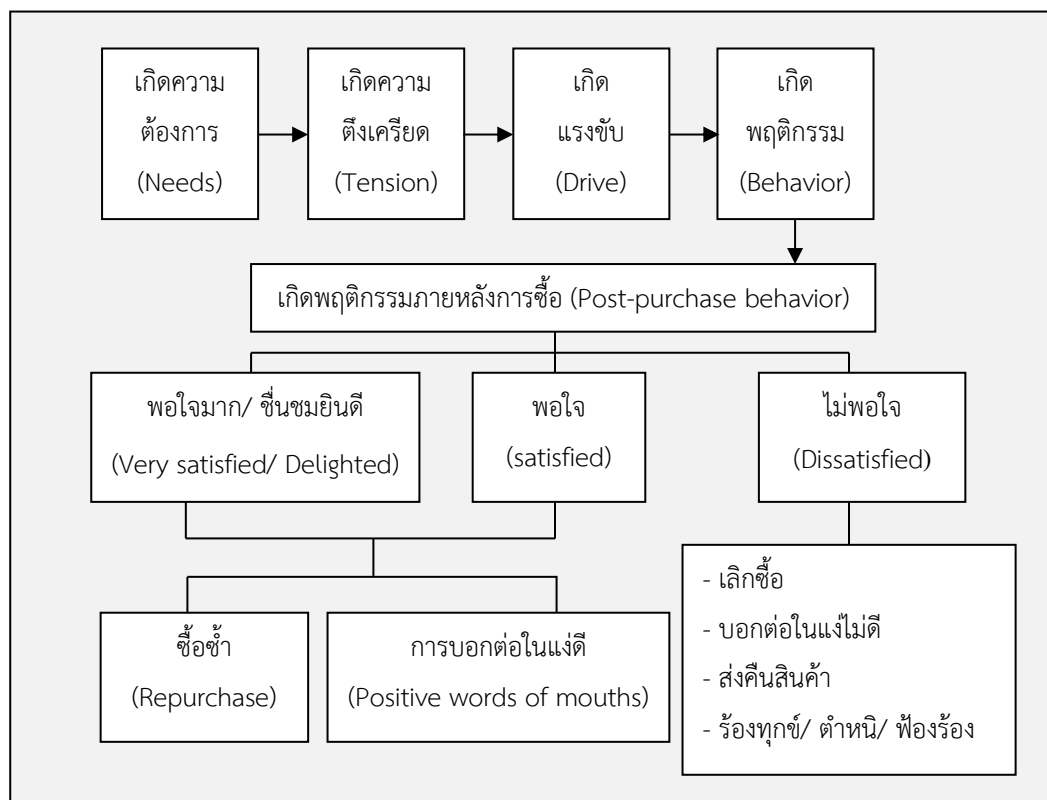 เกิดความ
ต้องการ
(Needs)
เกิดความ
ตึงเครียด
(Tension)
เกิด
แรงขับ
(Drive)
เกิด
พฤติกรรม
(Behavior)
เกิดพฤติกรรมภายหลังการซื้อ (Post-purchase behavior)
พอใจมาก/ ชื่นชมยินดี
(Very satisfied/ Delighted)
พอใจ
(satisfied)
ไม่พอใจ
(Dissatisfied)
ซื้อซ้ำ
(Repurchase)
การบอกต่อในแง่ดี
(Positive words of mouths)
- เลิกซื้อ
- บอกต่อในแง่ไม่ดี
- ส่งคืนสินค้า
- ร้องทุกข์/ ตำหนิ/ ฟ้องร้อง